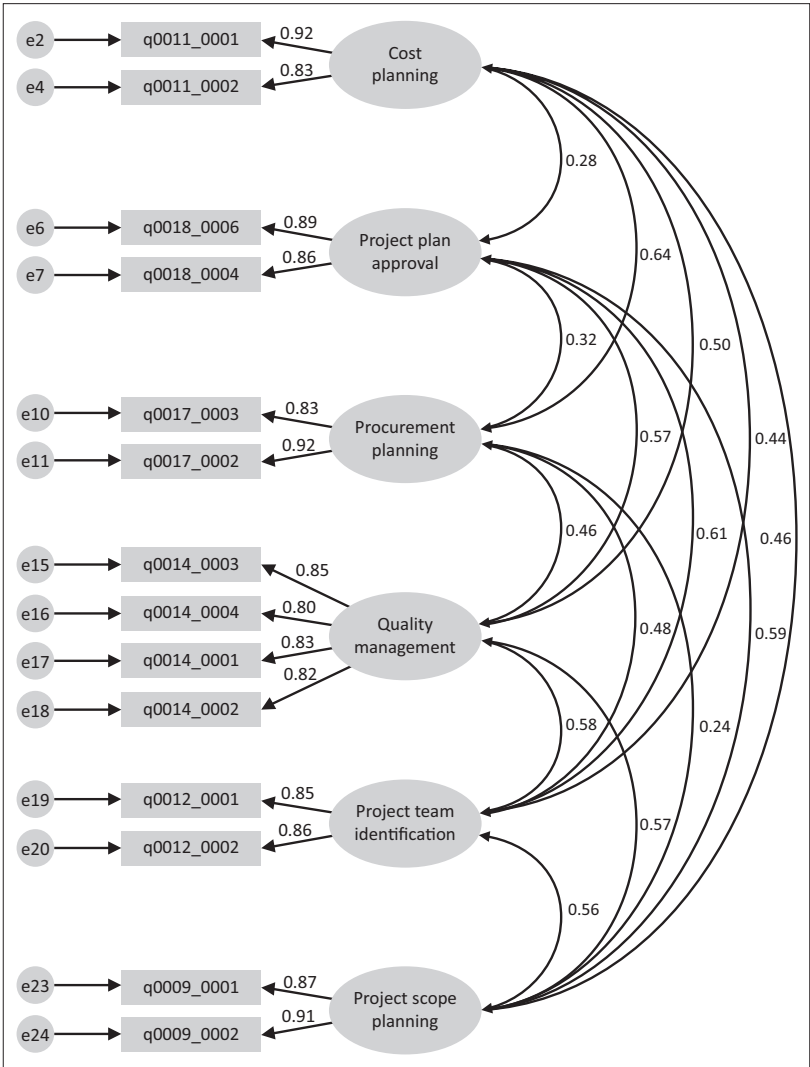 e2
q0011_0001
0.92
Cost
planning
e4
q0011_0002
0.83
0.28
e6
q0018_0006
0.89
Project plan
approval
e7
q0018_0004
0.86
0.64
0.32
0.50
e10
q0017_0003
0.83
Procurement
planning
e11
q0017_0002
0.92
0.57
0.44
0.46
0.61
0.46
e15
q0014_0003
0.85
e16
q0014_0004
0.80
Quality
management
e17
q0014_0001
0.83
e18
q0014_0002
0.82
0.48
0.59
0.58
0.24
e19
q0012_0001
0.85
Project team
identification
e20
q0012_0002
0.86
0.57
0.56
e23
q0009_0001
0.87
Project scope
planning
e24
q0009_0002
0.91